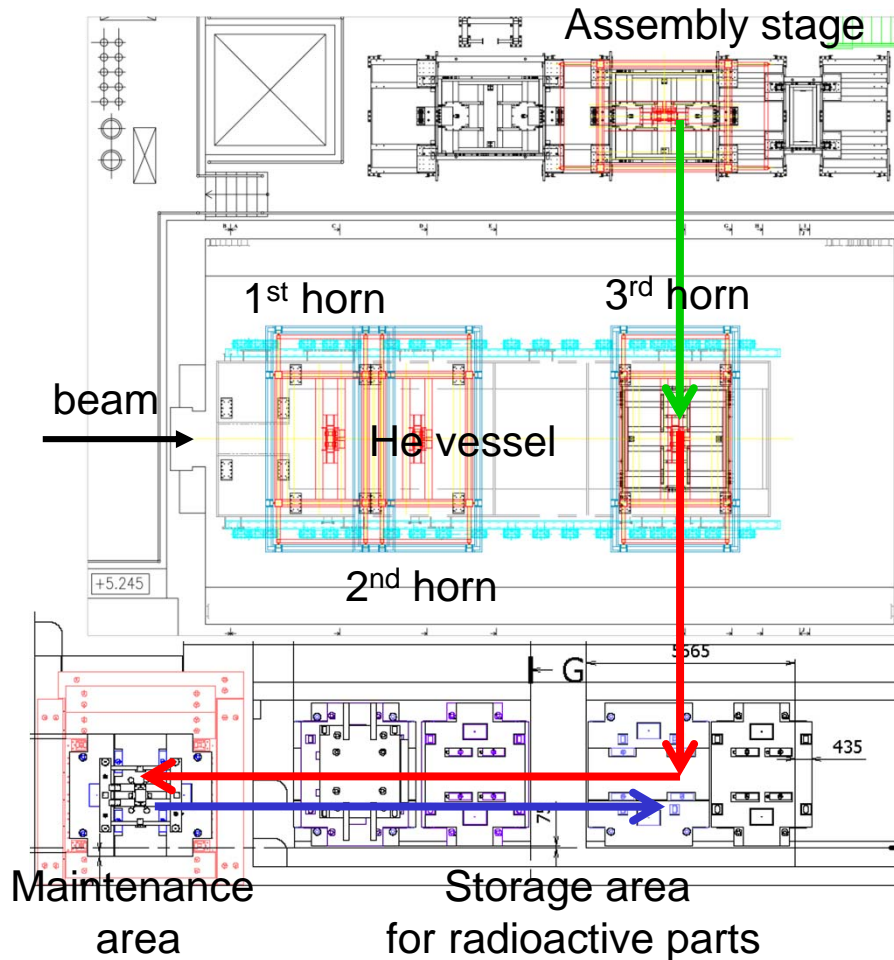 Assembly stage
1st horn
3rd horn
beam
He vessel
2nd horn
+5.245
G
5665
435
Maintenance
area
Storage area
for radioactive parts